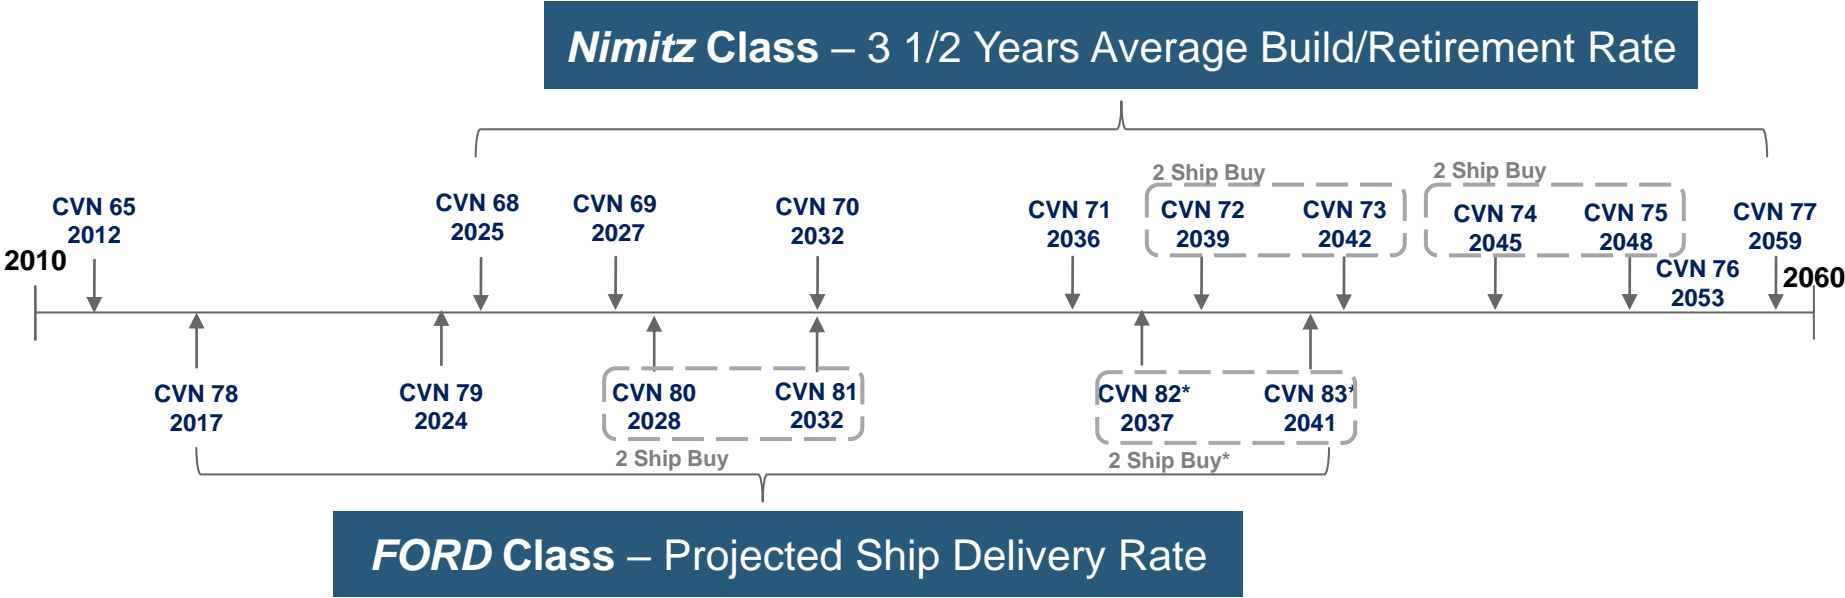 Nimitz Class – 3 1/2 Years Average Build/Retirement Rate
2 Ship Buy
2 Ship Buy
CVN 65
2012
CVN 68
2025
CVN 69
2027
CVN 70
2032
CVN 71
2036
CVN 72
2039
CVN 73
2042
CVN 74
2045
CVN 75
2048
CVN 76
2053
CVN 77
2059
2010
2060
CVN 78
2017
CVN 79
2024
CVN 80
2028
CVN 81
2032
CVN 82*
2037
CVN 83*
2041
2 Ship Buy
2 Ship Buy*
FORD Class – Projected Ship Delivery Rate